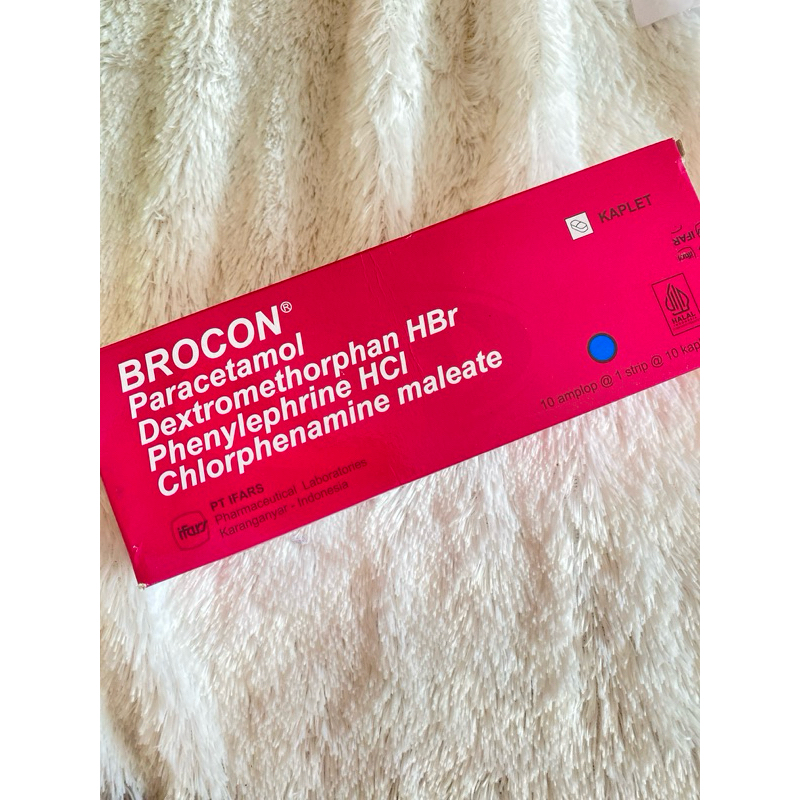 BROCON®
Paracetamol
Dextromethorphan HBr
Phenylephrine HCl
Chlorphenamine maleate
ifars
PT IFARS
Pharmaceutical Laboratories
Karanganyar - Indonesia
KAPLET
HALAL
10 amplop @ 1 strip @ 10 kap
IFAR